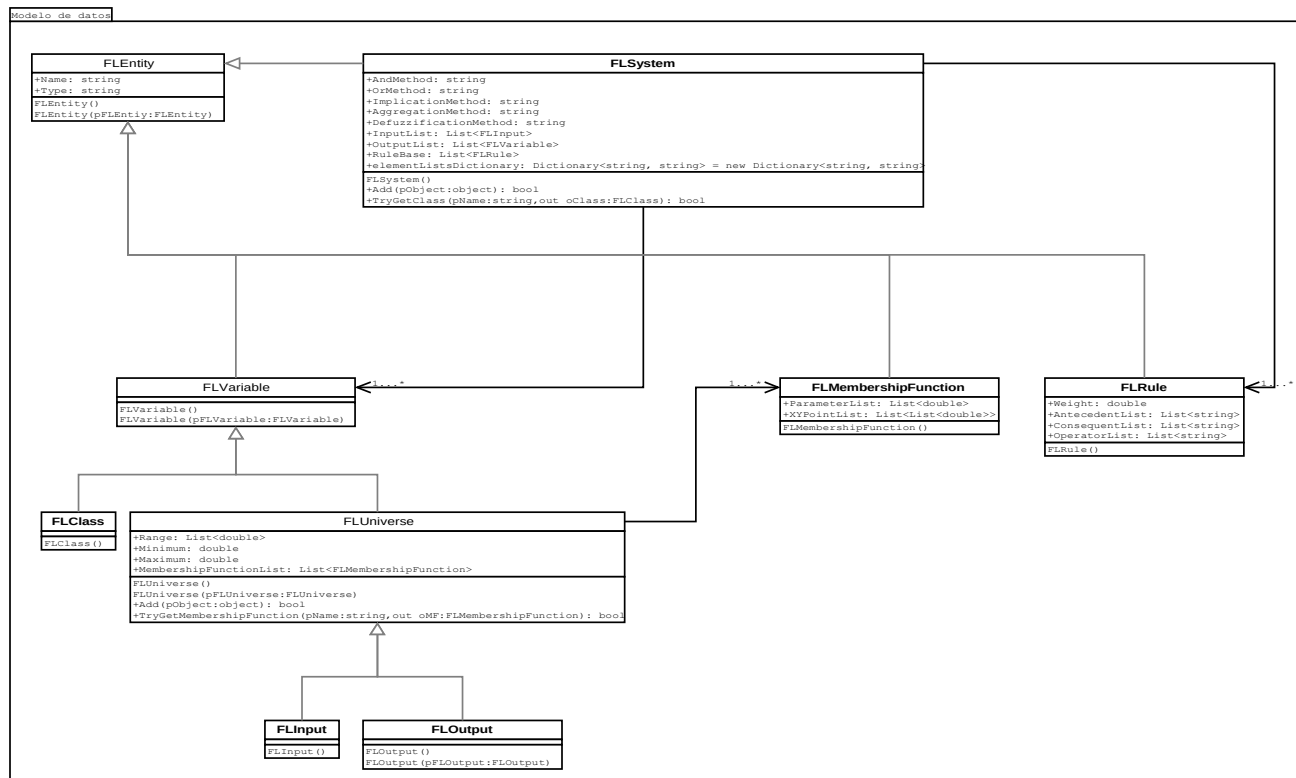 Modelo de datos
FLEntity
+Name: string
+Type: string
FLEntity()
FLEntity(pFLEntiy:FLEntity)
FLSystem
+AndMethod: string
+OrMethod: string
+ImplicationMethod: string
+AggregationMethod: string
+DefuzzificationMethod: string
+InputList: List<FLInput>
+OutputList: List<FLVariable>
+RuleBase: List<FLRule>
+elementListsDictionary: Dictionary<string, string> = new Dictionary<string, string>
FLSystem()
+Add(pObject:object): bool
+TryGetClass(pName:string,out oClass:FLClass): bool
FLVariable
FLVariable()
FLVariable(pFLVariable:FLVariable)
1...*
1...*
FLMembershipFunction
+ParameterList: List<double>
+XYPointList: List<List<double>>
FLMembershipFunction()
FLRule
+Weight: double
+AntecedentList: List<string>
+ConsequentList: List<string>
+OperatorList: List<string>
FLRule()
1...*
FLClass
FLClass()
FLUniverse
+Range: List<double>
+Minimum: double
+Maximum: double
+MembershipFunctionList: List<FLMembershipFunction>
FLUniverse()
FLUniverse(pFLUniverse:FLUniverse)
+Add(pObject:object): bool
+TryGetMembershipFunction(pName:string,out oMF:FLMembershipFunction): bool
FLInput
FLInput()
FLOutput
FLOutput()
FLOutput(pFLOutput:FLOutput)